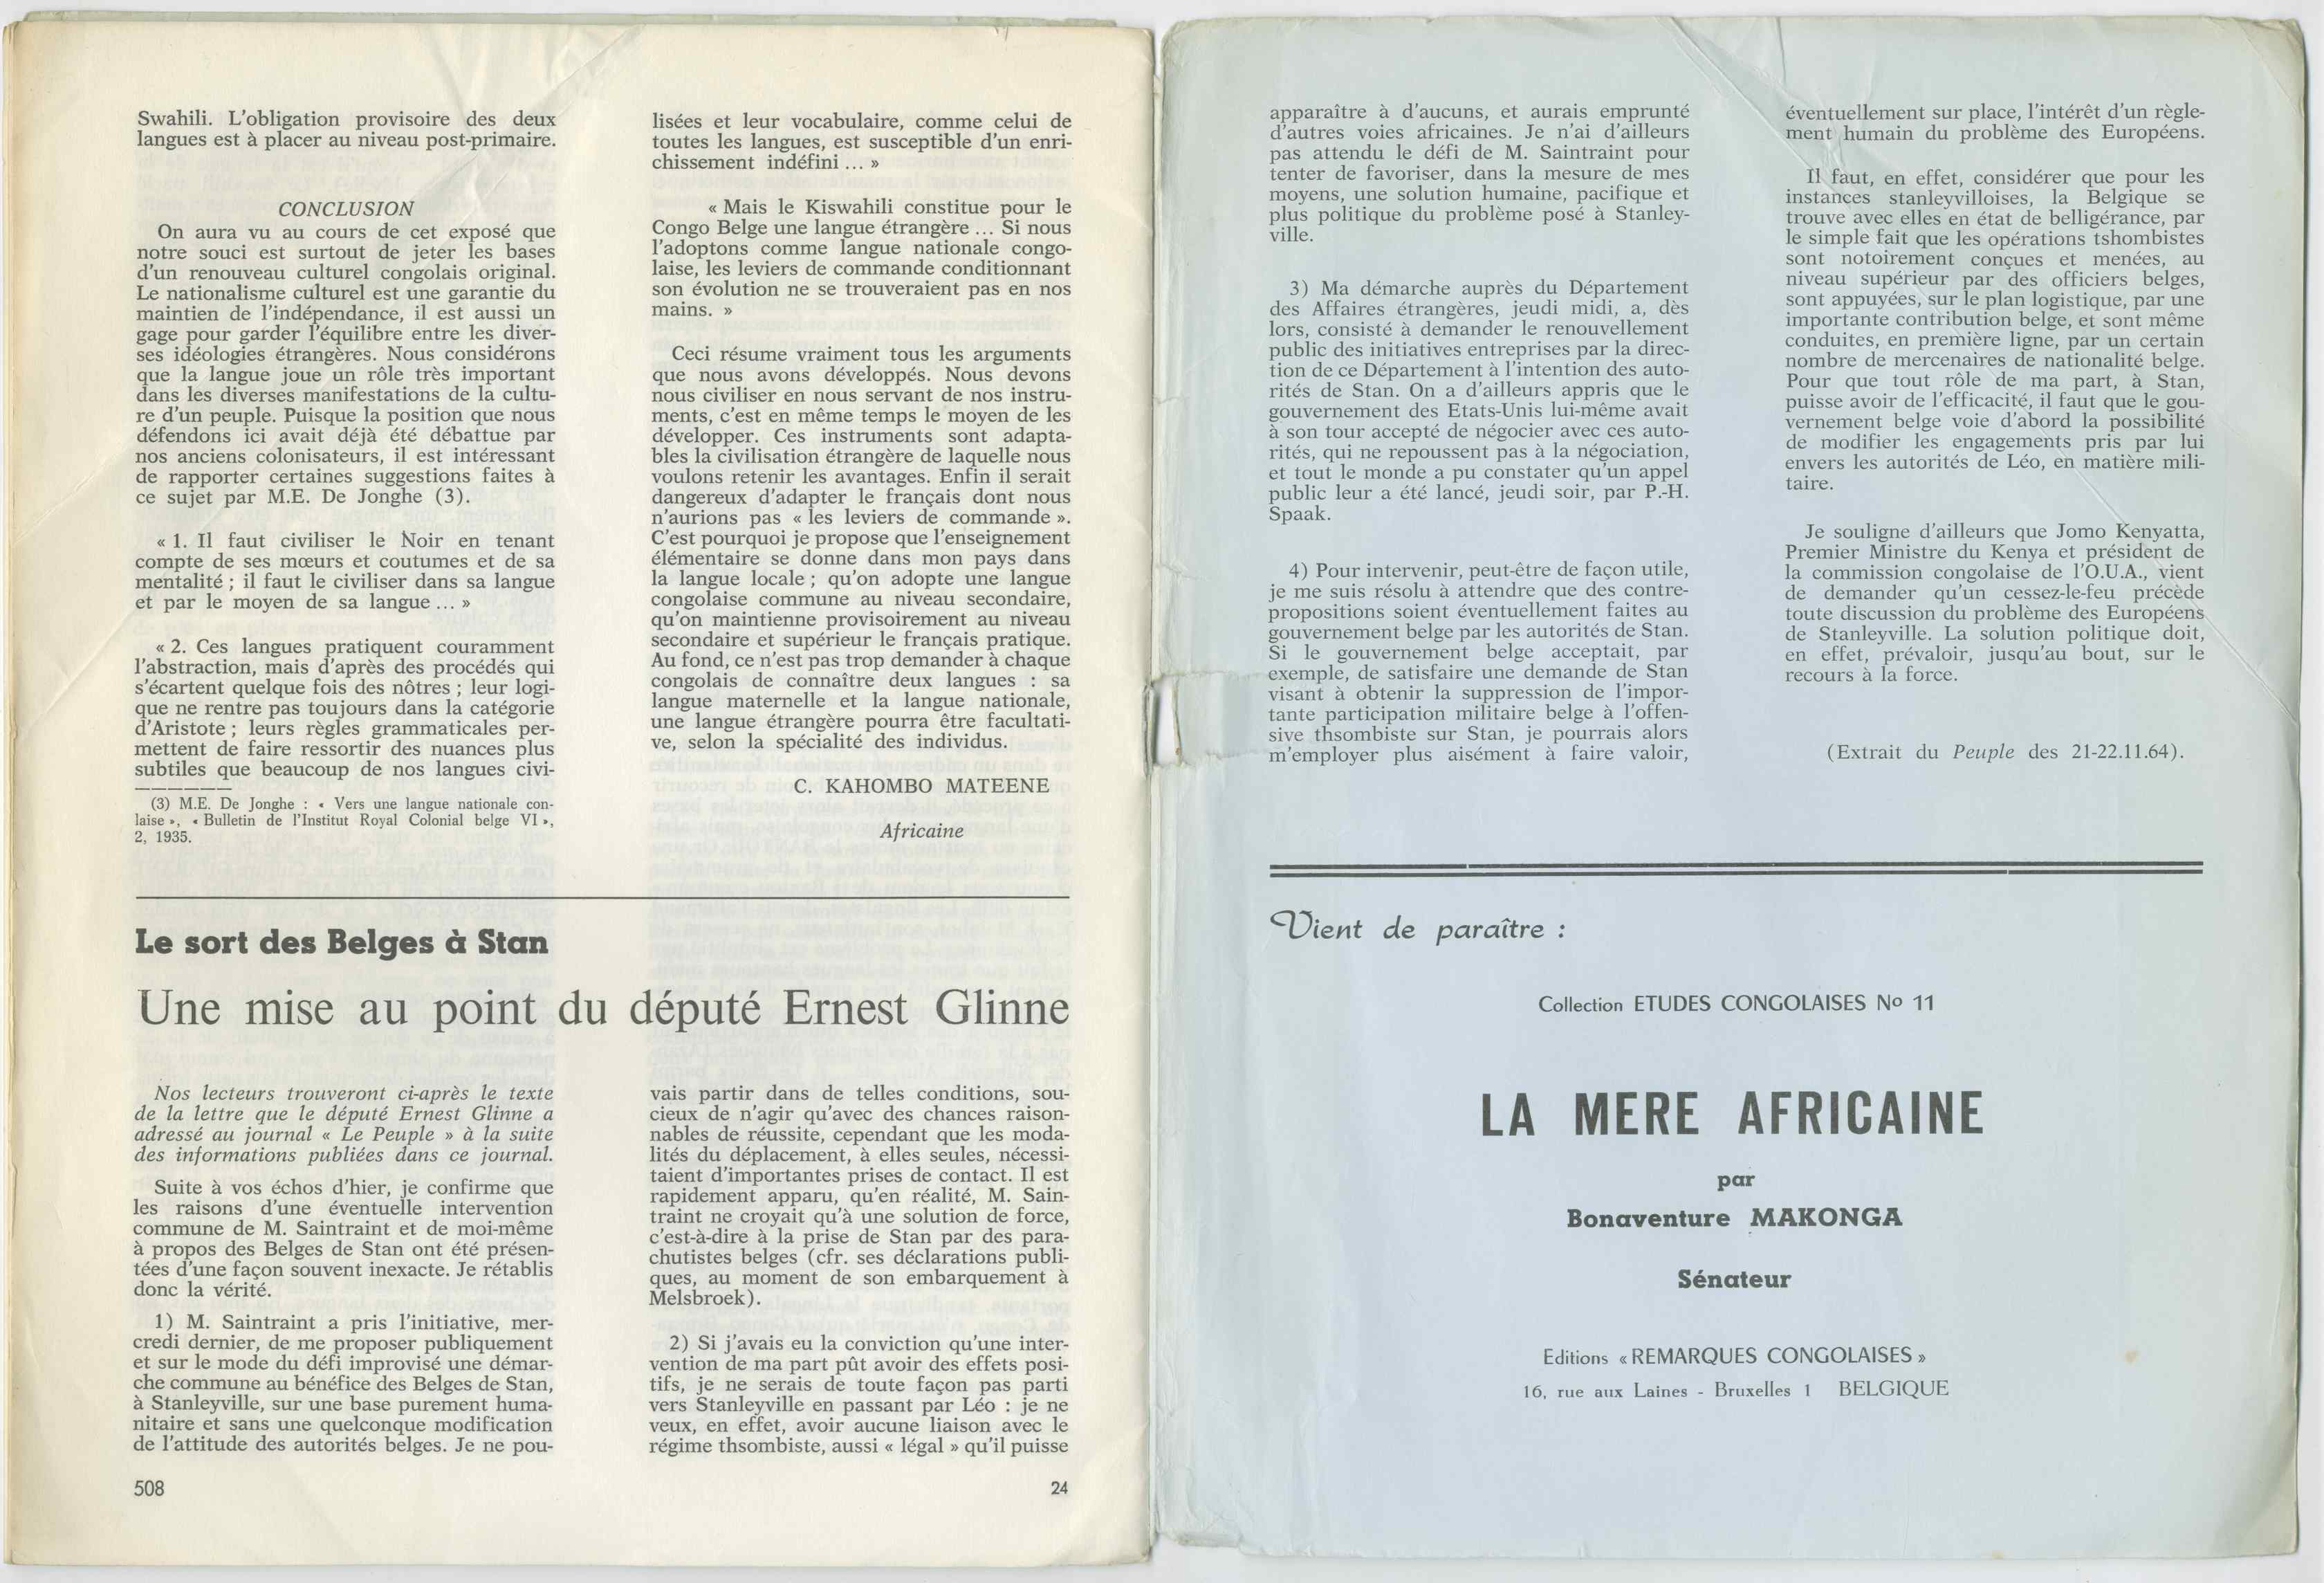 Swahili. L'obligation provisoire des deux
langues est à placer au niveau post-primaire.
CONCLUSION
On aura vu au cours de cet exposé que
notre souci est surtout de jeter les bases
d'un renouveau culturel congolais original.
Le nationalisme culturel est une garantie du
maintien de l'indépendance, il est aussi un
gage pour garder l'équilibre entre les diver-
ses idéologies étrangères. Nous considérons
que la langue joue un rôle très important
dans les diverses manifestations de la cultu-
re d'un peuple. Puisque la position que nous
défendons ici avait déjà été débattue par
nos anciens colonisateurs, il est intéressant
de rapporter certaines suggestions faites à
ce sujet par M.E. De Jonghe (3).
« 1. Il faut civiliser le Noir en tenant
compte de ses mœurs et coutumes et de sa
mentalité ; il faut le civiliser dans sa langue
et par le moyen de sa langue ... »
« 2. Ces langues pratiquent couramment
l'abstraction, mais d'après des procédés qui
s'écartent quelque fois des nôtres ; leur logi-
que ne rentre pas toujours dans la catégorie
d'Aristote ; leurs règles grammaticales per-
mettent de faire ressortir des nuances plus
subtiles que beaucoup de nos langues civi-
(3) M.E. De Jonghe : « Vers une langue nationale con-
laise », « Bulletin de l'Institut Royal Colonial belge VI »,
2, 1935.
lisées et leur vocabulaire, comme celui de
toutes les langues, est susceptible d'un enri-
chissement indéfini ... »
« Mais le Kiswahili constitue pour le
Congo Belge une langue étrangère ... Si nous
l'adoptons comme langue nationale congo-
laise, les leviers de commande conditionnant
son évolution ne se trouveraient pas en nos
mains. »
Ceci résume vraiment tous les arguments
que nous avons développés. Nous devons
nous civiliser en nous servant de nos instru-
ments, c'est en même temps le moyen de les
développer. Ces instruments sont adapta-
bles la civilisation étrangère de laquelle nous
voulons retenir les avantages. Enfin il serait
dangereux d'adapter le français dont nous
n'aurions pas « les leviers de commande ».
C'est pourquoi je propose que l'enseignement
élémentaire se donne dans mon pays dans
la langue locale ; qu'on adopte une langue
congolaise commune au niveau secondaire,
qu'on maintienne provisoirement au niveau
secondaire et supérieur le français pratique.
Au fond, ce n'est pas trop demander à chaque
congolais de connaître deux langues : sa
langue maternelle et la langue nationale,
une langue étrangère pourra être facultati-
ve, selon la spécialité des individus.
C. KAHOMBO MATEENE
Africaine
Le sort des Belges à Stan
Une mise au point du député Ernest Glinne
Nos lecteurs trouveront ci-après le texte
de la lettre que le député Ernest Glinne a
adressé au journal « Le Peuple » à la suite
des informations publiées dans ce journal.
Suite à vos échos d'hier, je confirme que
les raisons d'une éventuelle intervention
commune de M. Saintraint et de moi-même
à propos des Belges de Stan ont été présen-
tées d'une façon souvent inexacte. Je rétablis
donc la vérité.
1) M. Saintraint a pris l'initiative, mer-
credi dernier, de me proposer publiquement
et sur le mode du défi improvisé une démar-
che commune au bénéfice des Belges de Stan,
à Stanleyville, sur une base purement huma-
nitaire et sans une quelconque modification
de l'attitude des autorités belges. Je ne pou-
vais partir dans de telles conditions, sou-
cieux de n'agir qu'avec des chances raison-
nables de réussite, cependant que les moda-
lités du déplacement, à elles seules, nécessi-
taient d'importantes prises de contact. Il est
rapidement apparu, qu'en réalité, M. Sain-
traint ne croyait qu'à une solution de force,
c'est-à-dire à la prise de Stan par des para-
chutistes belges (cfr. ses déclarations publi-
ques, au moment de son embarquement à
Melsbroek).
2) Si j'avais eu la conviction qu'une inter-
vention de ma part pût avoir des effets posi-
tifs, je ne serais de toute façon pas parti
vers Stanleyville en passant par Léo : je ne
veux, en effet, avoir aucune liaison avec le
régime thsombiste, aussi « légal » qu'il puisse
508
24
apparaître à d'aucuns, et aurais emprunté
d'autres voies africaines. Je n'ai d'ailleurs
pas attendu le défi de M. Saintraint pour
tenter de favoriser, dans la mesure de mes
moyens, une solution humaine, pacifique et
plus politique du problème posé à Stanley-
ville.
3) Ma démarche auprès du Département
des Affaires étrangères, jeudi midi, a, dès
lors, consisté à demander le renouvellement
public des initiatives entreprises par la direc-
tion de ce Département à l'intention des auto-
rités de Stan. On a d'ailleurs appris que le
gouvernement des Etats-Unis lui-même avait
à son tour accepté de négocier avec ces auto-
rités, qui ne repoussent pas à la négociation,
et tout le monde a pu constater qu'un appel
public leur a été lancé, jeudi soir, par P.-H.
Spaak.
4) Pour intervenir, peut-être de façon utile,
je me suis résolu à attendre que des contre-
propositions soient éventuellement faites au
gouvernement belge par les autorités de Stan.
Si le gouvernement belge acceptait, par
exemple, de satisfaire une demande de Stan
visant à obtenir la suppression de l'impor-
tante participation militaire belge à l'offen-
sive thsombiste sur Stan, je pourrais alors
m'employer plus aisément à faire valoir,
éventuellement sur place, l'intérêt d'un règle-
ment humain du problème des Européens.
Il faut, en effet, considérer que pour les
instances stanleyvilloises, la Belgique se
trouve avec elles en état de belligérance, par
le simple fait que les opérations tshombistes
sont notoirement conçues et menées, au
niveau supérieur par des officiers belges,
sont appuyées, sur le plan logistique, par une
importante contribution belge, et sont même
conduites, en première ligne, par un certain
nombre de mercenaires de nationalité belge.
Pour que tout rôle de ma part, à Stan,
puisse avoir de l'efficacité, il faut que le gou-
vernement belge voie d'abord la possibilité
de modifier les engagements pris par lui
envers les autorités de Léo, en matière mili-
taire.
Je souligne d'ailleurs que Jomo Kenyatta,
Premier Ministre du Kenya et président de
la commission congolaise de l'O.U.A., vient
de demander qu'un cessez-le-feu précède
toute discussion du problème des Européens
de Stanleyville. La solution politique doit,
en effet, prévaloir, jusqu'au bout, sur le
recours à la force.
(Extrait du Peuple des 21-22.11.64).
Vient de paraître :
Collection ETUDES CONGOLAISES No 11
LA MERE AFRICAINE
par
Bonaventure MAKONGA
Sénateur
Editions « REMARQUES CONGOLAISES »
16, rue aux Laines - Bruxelles 1 BELGIQUE